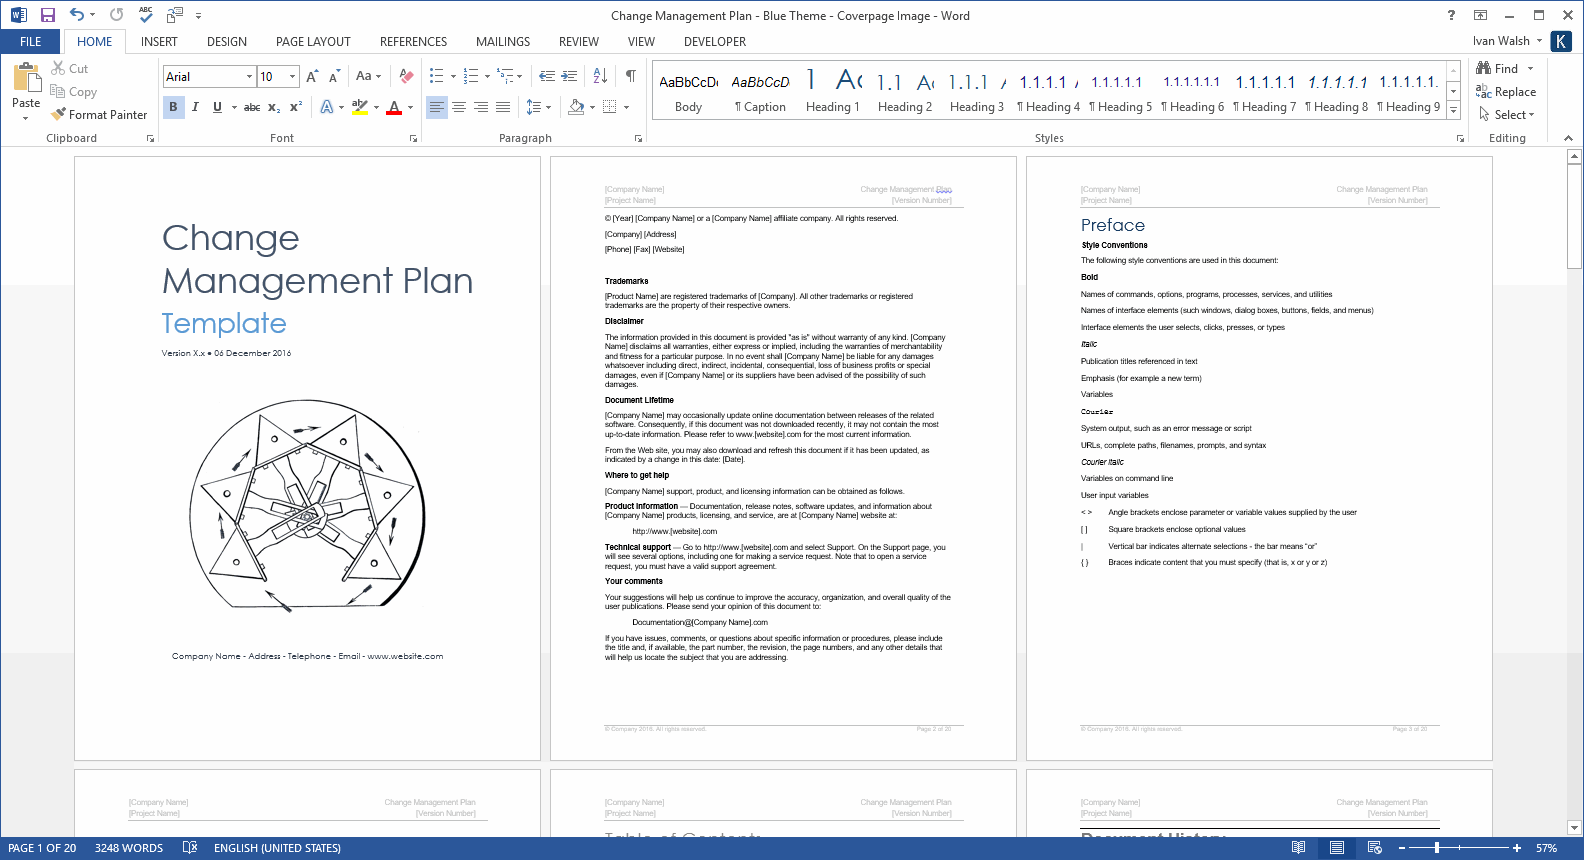 Change Management Plan - Blue Theme - Coverpage Image - Word
FILE HOME INSERT DESIGN PAGE LAYOUT REFERENCES MAILINGS REVIEW VIEW DEVELOPER Ivan Walsh K
Paste
Cut
Copy
Format Painter
Clipboard
Arial 10
Font
Paragraph
AaBbCcD AaBbCcD 1 Ac 1.1 A 1.1.1 A 1.1.1.1 A 1.1.1.1.1 1.1.1.1.1.1 1.1.1.1.1 1.1.1.1.1 1.1.1.1.1.
Body ¶ Caption Heading 1 Heading 2 Heading 3 ¶ Heading 4 ¶ Heading 5 ¶ Heading 6 ¶ Heading 7 ¶ Heading 8 ¶ Heading 9
Styles
Find
Replace
Select
Editing
Change
Management Plan
Template
Version X.x ● 06 December 2016
Company Name - Address - Telephone - Email - www.website.com
[Company Name] Change Management Plan
[Project Name] [Version Number]
© [Year] [Company Name] or a [Company Name] affiliate company. All rights reserved.
[Company] [Address]
[Phone] [Fax] [Website]
Trademarks
[Product Name] are registered trademarks of [Company]. All other trademarks or registered
trademarks are the property of their respective owners.
Disclaimer
The information provided in this document is provided "as is" without warranty of any kind. [Company
Name] disclaims all warranties, either express or implied, including the warranties of merchantability
and fitness for a particular purpose. In no event shall [Company Name] be liable for any damages
whatsoever including direct, indirect, incidental, consequential, loss of business profits or special
damages, even if [Company Name] or its suppliers have been advised of the possibility of such
damages.
Document Lifetime
[Company Name] may occasionally update online documentation between releases of the related
software. Consequently, if this document was not downloaded recently, it may not contain the most
up-to-date information. Please refer to www.[website].com for the most current information.
From the Web site, you may also download and refresh this document if it has been updated, as
indicated by a change in this date: [Date].
Where to get help
[Company Name] support, product, and licensing information can be obtained as follows.
Product Information — Documentation, release notes, software updates, and information about
[Company Name] products, licensing, and service, are at [Company Name] website at:
http://www.[website].com
Technical support — Go to http://www.[website].com and select Support. On the Support page, you
will see several options, including one for making a service request. Note that to open a service
request, you must have a valid support agreement.
Your comments
Your suggestions will help us continue to improve the accuracy, organization, and overall quality of the
user publications. Please send your opinion of this document to:
Documentation@[Company Name].com
If you have issues, comments, or questions about specific information or procedures, please include
the title and, if available, the part number, the revision, the page numbers, and any other details that
will help us locate the subject that you are addressing.
© Company 2016. All rights reserved. Page 2 of 20
[Company Name] Change Management Plan
[Project Name] [Version Number]
Preface
Style Conventions
The following style conventions are used in this document:
Bold
Names of commands, options, programs, processes, services, and utilities
Names of interface elements (such windows, dialog boxes, buttons, fields, and menus)
Interface elements the user selects, clicks, presses, or types
Italic
Publication titles referenced in text
Emphasis (for example a new term)
Variables
Courier
System output, such as an error message or script
URLs, complete paths, filenames, prompts, and syntax
Courier italic
Variables on command line
User input variables
< > Angle brackets enclose parameter or variable values supplied by the user
[ ] Square brackets enclose optional values
| Vertical bar indicates alternate selections - the bar means “or”
{ } Braces indicate content that you must specify (that is, x or y or z)
© Company 2016. All rights reserved. Page 3 of 20
[Company Name] Change Management Plan
[Project Name] [Version Number]
[Company Name] Change Management Plan
[Project Name] [Version Number]
Table of Contents
[Company Name] Change Management Plan
[Project Name] [Version Number]
Document History
PAGE 1 OF 20 3248 WORDS ENGLISH (UNITED STATES) 57%